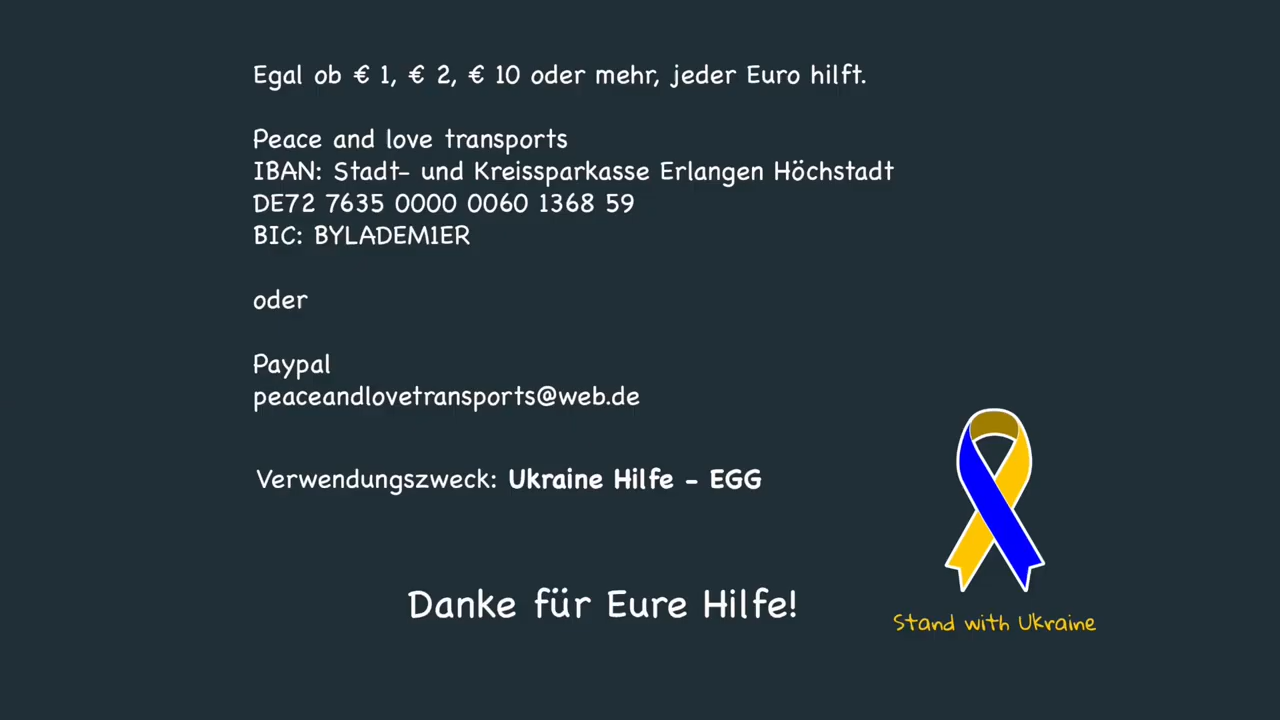 Egal ob € 1, € 2, € 10 oder mehr, jeder Euro hilft.
Peace and love transports
IBAN: Stadt- und Kreissparkasse Erlangen Höchstadt
DE72 7635 0000 0060 1368 59
BIC: BYLADEM1ER
oder
Paypal
peaceandlovetransports@web.de
Verwendungszweck: Ukraine Hilfe - EGG
Danke für Eure Hilfe!
Stand with Ukraine